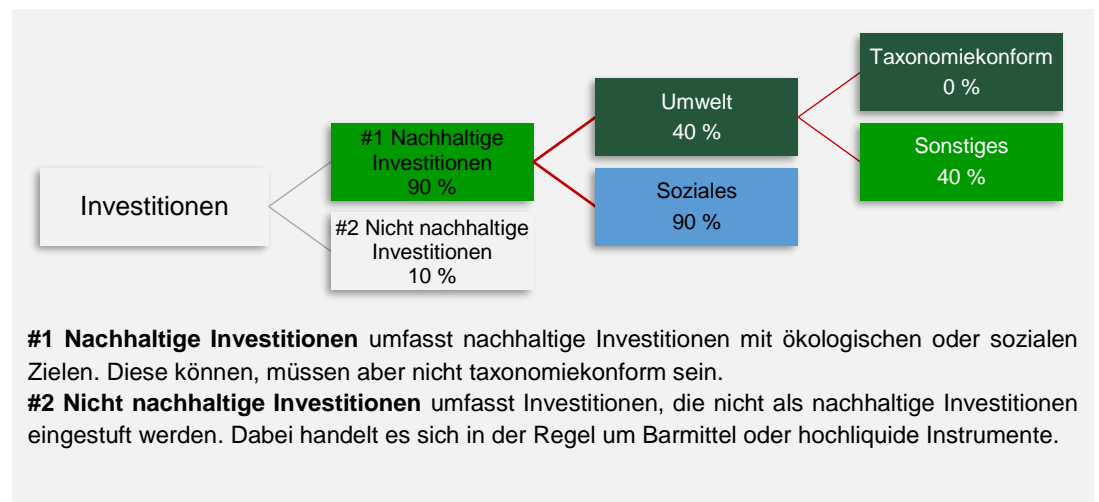 Investitionen
#1 Nachhaltige
Investitionen
90 %
#2 Nicht nachhaltige
Investitionen
10 %
Umwelt
40 %
Soziales
90 %
Taxonomiekonform
0 %
Sonstiges
40 %
#1 Nachhaltige Investitionen umfasst nachhaltige Investitionen mit ökologischen oder sozialen
Zielen. Diese können, müssen aber nicht taxonomiekonform sein.
#2 Nicht nachhaltige Investitionen umfasst Investitionen, die nicht als nachhaltige Investitionen
eingestuft werden. Dabei handelt es sich in der Regel um Barmittel oder hochliquide Instrumente.